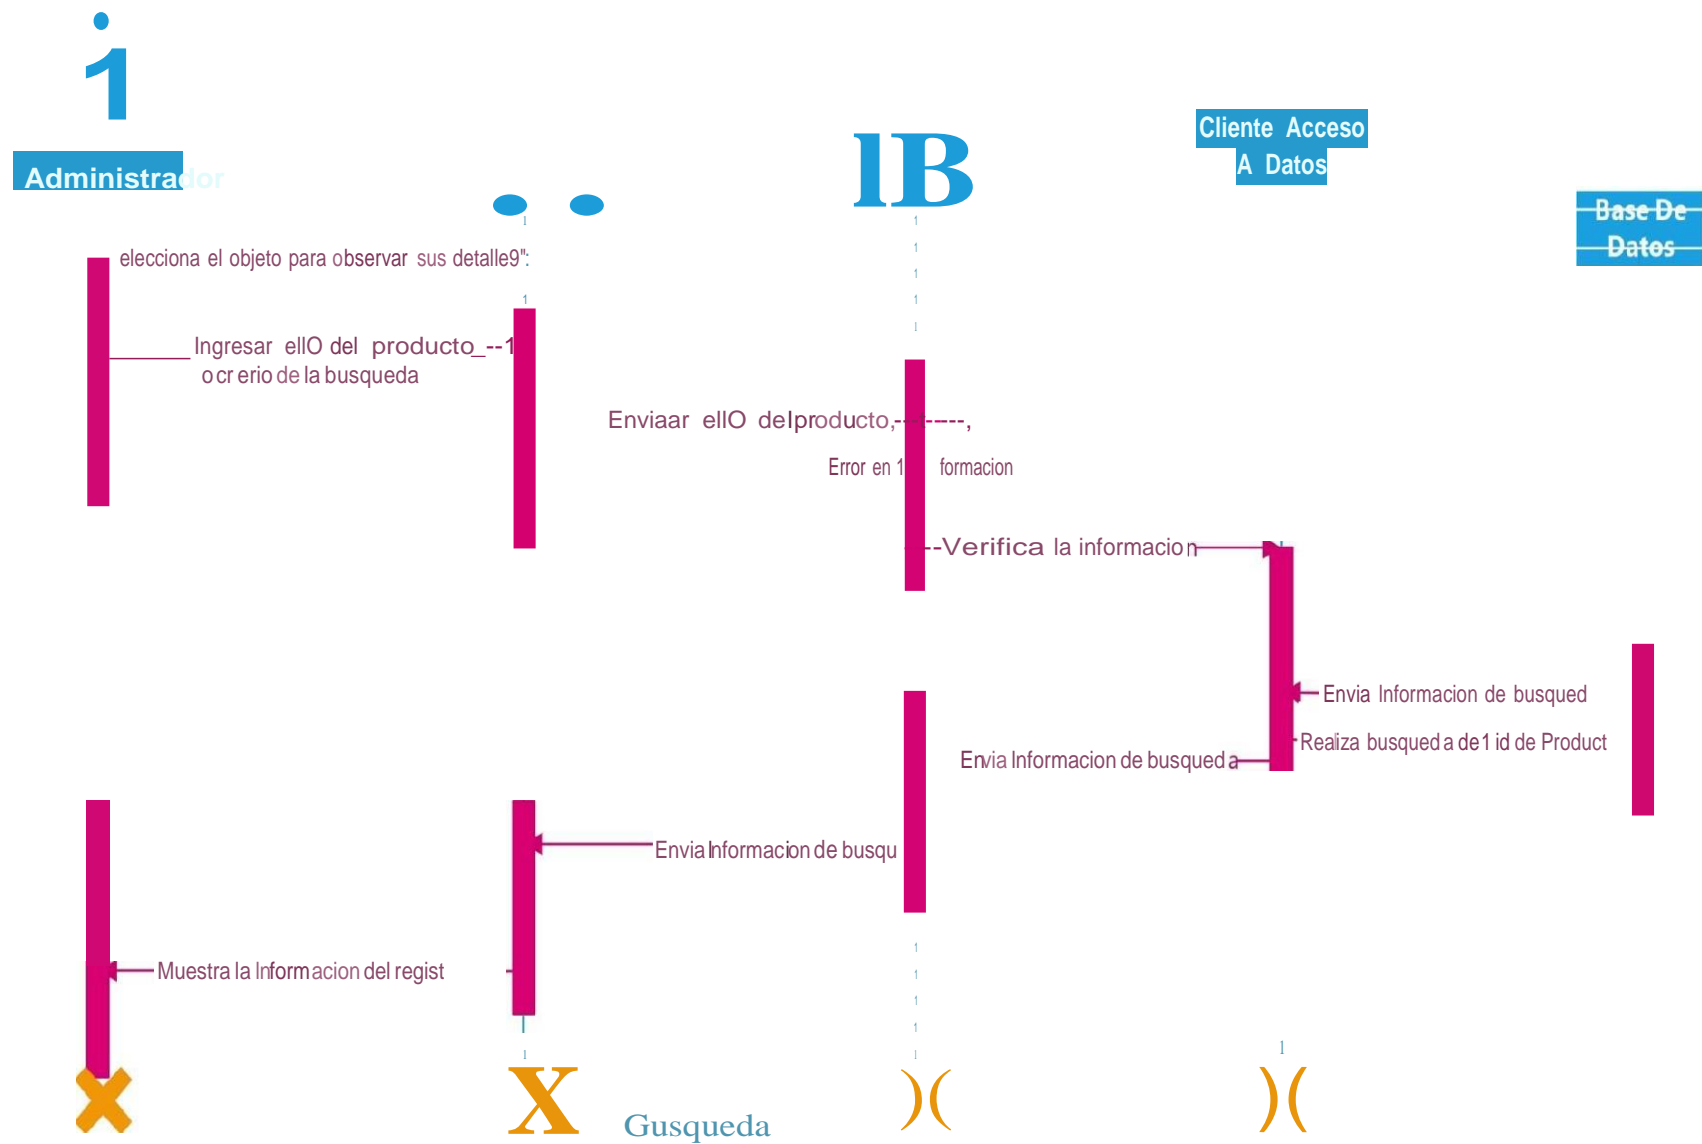 1
Administrador
lB
Cliente Acceso
A Datos
Base De
Datos
elecciona el objeto para observar sus detalle9":
Ingresar ellO del producto_--1
o cr erio de la busqueda
Enviaar ellO delproducto,---t----,
Error en 1 formacion
--Verifica la informacion
Envia Informacion de busqued
Realiza busqueda de1 id de Product
Envia Informacion de busqueda
Envia Informacion de busqu
Muestra la Informacion del regist
X )( )(
Gusqueda